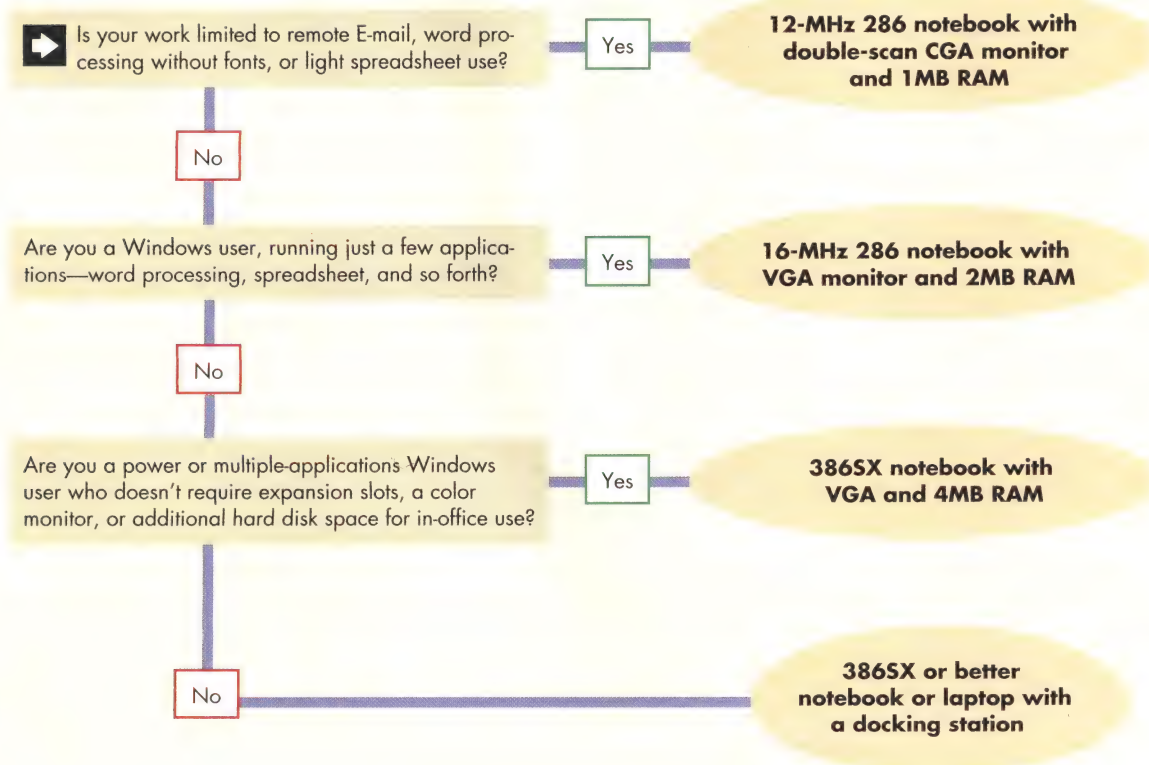 Is your work limited to remote E-mail, word pro-
cessing without fonts, or light spreadsheet use?
Yes
12-MHz 286 notebook with
double-scan CGA monitor
and 1MB RAM
No
Are you a Windows user, running just a few applica-
tions—word processing, spreadsheet, and so forth?
Yes
16-MHz 286 notebook with
VGA monitor and 2MB RAM
No
Are you a power or multiple-applications Windows
user who doesn't require expansion slots, a color
monitor, or additional hard disk space for in-office use?
Yes
386SX notebook with
VGA and 4MB RAM
No
386SX or better
notebook or laptop with
a docking station